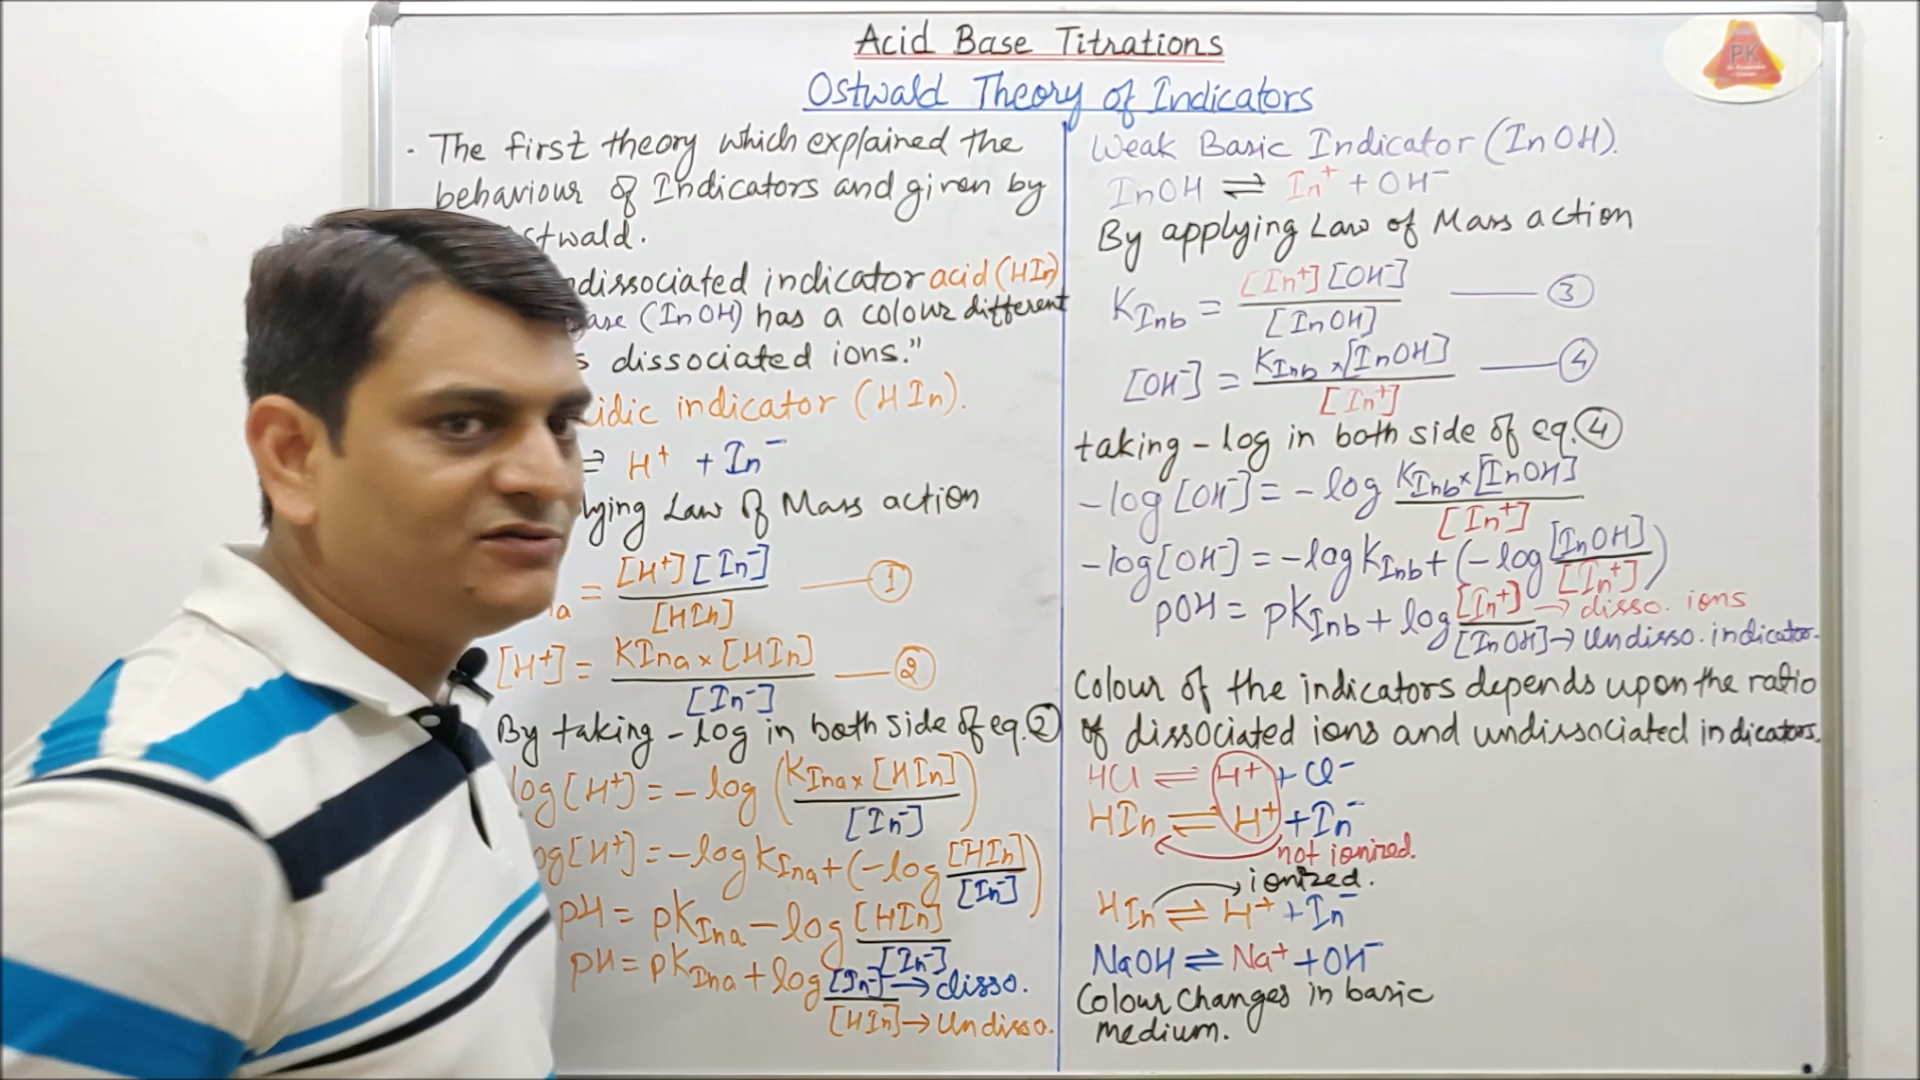 Acid Base Titrations
Ostwald Theory of Indicators
PK
· The first theory which explained the
behaviour of Indicators and given by
stwald.
dissociated indicator acid (HIn)
ase (InOH) has a colour different
s dissociated ions."
idic indicator (HIn).
⇌ H⁺ + In⁻
lying Law of Mass action
a = [H⁺][In⁻] / [HIn] —— ①
[H⁺] = KIna × [HIn] / [In⁻] —— ②
By taking -log in both side of eq. ②
log[H⁺] = -log (KIna × [HIn] / [In⁻])
og[H⁺] = -log KIna + (-log [HIn] / [In⁻])
pH = pKIna - log [HIn] / [In⁻]
pH = pKIna + log [In⁻] → disso. / [HIn] → Undisso.
Weak Basic Indicator (InOH).
InOH ⇌ In⁺ + OH⁻
By applying Law of Mass action
KInb = [In⁺][OH⁻] / [InOH] —— ③
[OH⁻] = KInb × [InOH] / [In⁺] —— ④
taking -log in both side of eq. ④
-log[OH⁻] = -log KInb × [InOH] / [In⁺]
-log[OH⁻] = -log KInb + (-log [InOH] / [In⁺])
pOH = pKInb + log [In⁺] → disso. ions / [InOH] → Undisso. indicator.
Colour of the indicators depends upon the ratio
of dissociated ions and undissociated indicators.
HCl ⇌ H⁺ + Cl⁻
HIn ⇌ H⁺ + In⁻
not ionized.
ionized.
HIn ⇌ H⁺ + In⁻
NaOH ⇌ Na⁺ + OH⁻
Colour changes in basic
medium.